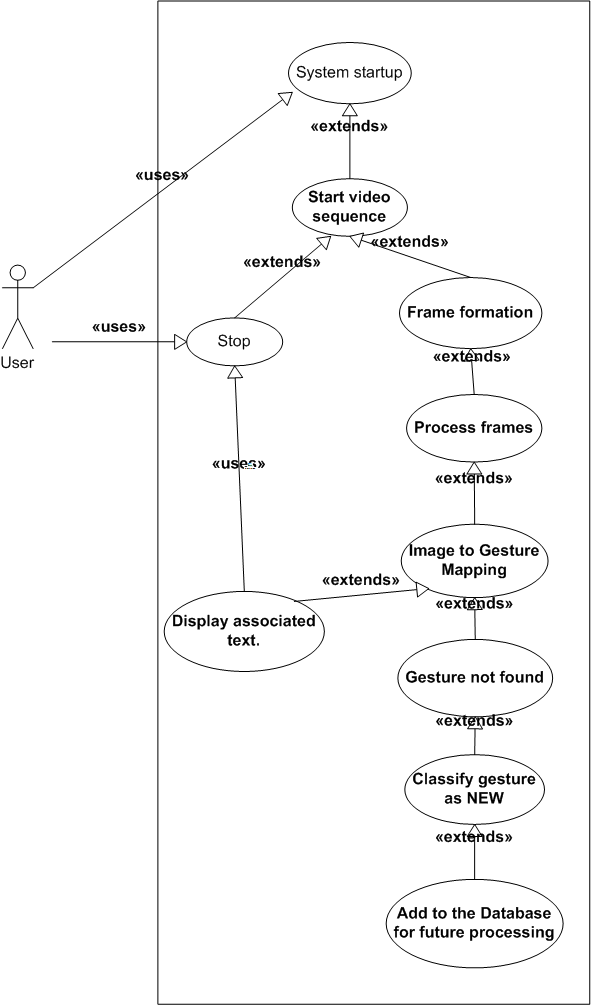 System startup
«extends»
«uses»
Start video
sequence
«extends»
«extends»
Frame formation
«uses»
Stop
User
«extends»
Process frames
«uses»
«extends»
Image to Gesture
Mapping
«extends»
«extends»
Display associated
text.
Gesture not found
«extends»
Classify gesture
as NEW
«extends»
Add to the Database
for future processing